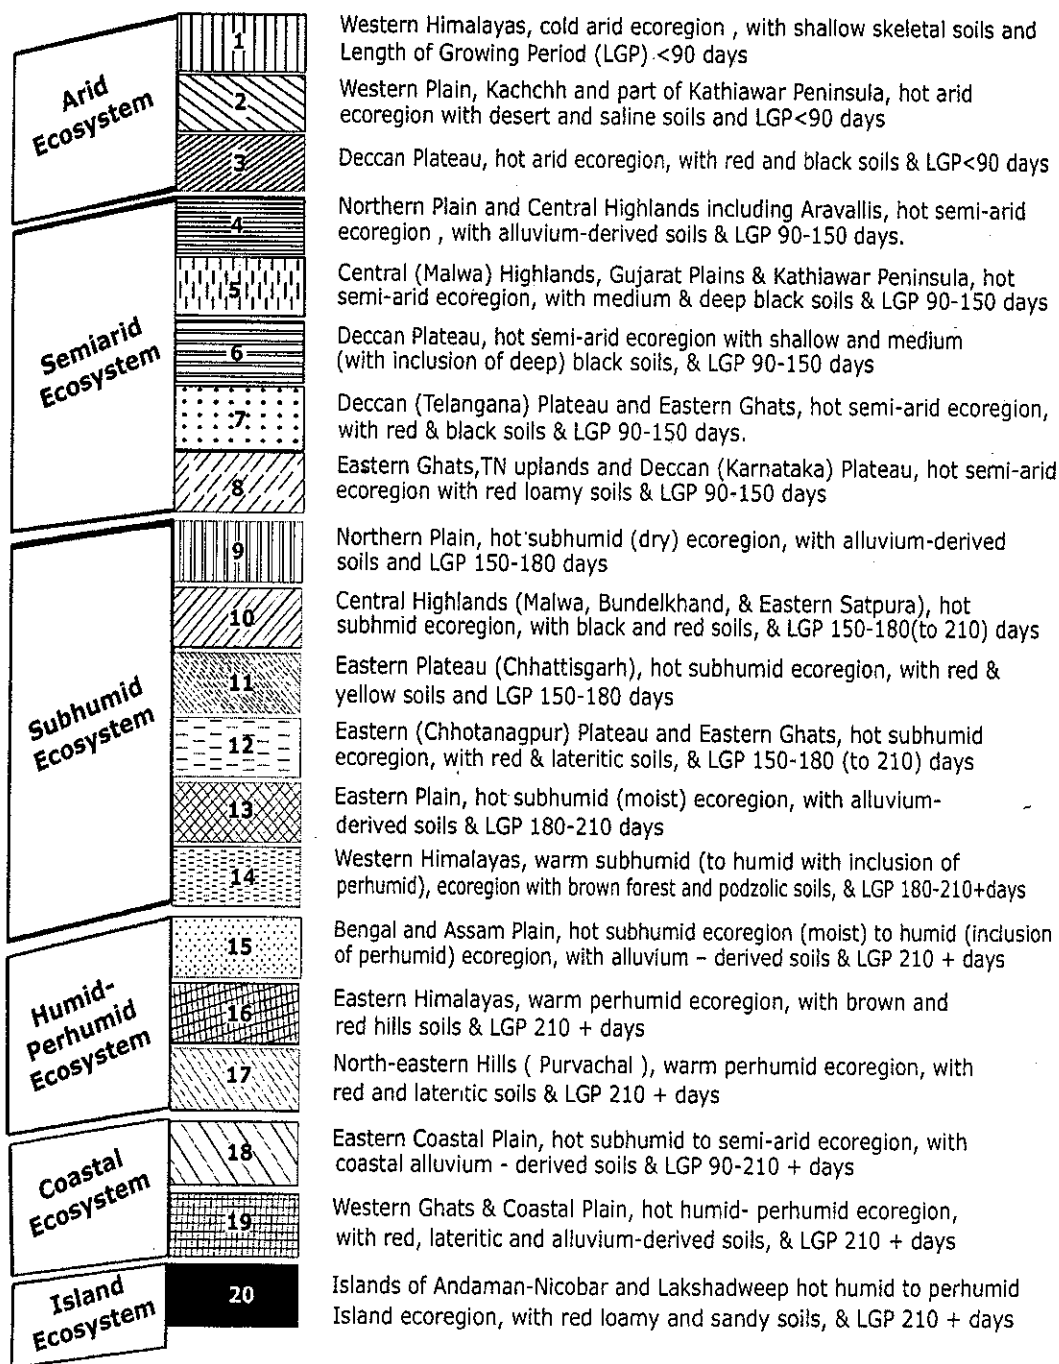 Arid
Ecosystem
1
Western Himalayas, cold arid ecoregion , with shallow skeletal soils and
Length of Growing Period (LGP) <90 days
2
Western Plain, Kachchh and part of Kathiawar Peninsula, hot arid
ecoregion with desert and saline soils and LGP<90 days
3
Deccan Plateau, hot arid ecoregion, with red and black soils & LGP<90 days
Semiarid
Ecosystem
4
Northern Plain and Central Highlands including Aravallis, hot semi-arid
ecoregion , with alluvium-derived soils & LGP 90-150 days.
5
Central (Malwa) Highlands, Gujarat Plains & Kathiawar Peninsula, hot
semi-arid ecoregion, with medium & deep black soils & LGP 90-150 days
6
Deccan Plateau, hot semi-arid ecoregion with shallow and medium
(with inclusion of deep) black soils, & LGP 90-150 days
7
Deccan (Telangana) Plateau and Eastern Ghats, hot semi-arid ecoregion,
with red & black soils & LGP 90-150 days.
8
Eastern Ghats,TN uplands and Deccan (Karnataka) Plateau, hot semi-arid
ecoregion with red loamy soils & LGP 90-150 days
Subhumid
Ecosystem
9
Northern Plain, hot subhumid (dry) ecoregion, with alluvium-derived
soils and LGP 150-180 days
10
Central Highlands (Malwa, Bundelkhand, & Eastern Satpura), hot
subhmid ecoregion, with black and red soils, & LGP 150-180(to 210) days
11
Eastern Plateau (Chhattisgarh), hot subhumid ecoregion, with red &
yellow soils and LGP 150-180 days
12
Eastern (Chhotanagpur) Plateau and Eastern Ghats, hot subhumid
ecoregion, with red & lateritic soils, & LGP 150-180 (to 210) days
13
Eastern Plain, hot subhumid (moist) ecoregion, with alluvium-
derived soils & LGP 180-210 days
14
Western Himalayas, warm subhumid (to humid with inclusion of
perhumid), ecoregion with brown forest and podzolic soils, & LGP 180-210+days
Humid-
Perhumid
Ecosystem
15
Bengal and Assam Plain, hot subhumid ecoregion (moist) to humid (inclusion
of perhumid) ecoregion, with alluvium – derived soils & LGP 210 + days
16
Eastern Himalayas, warm perhumid ecoregion, with brown and
red hills soils & LGP 210 + days
17
North-eastern Hills ( Purvachal ), warm perhumid ecoregion, with
red and lateritic soils & LGP 210 + days
Coastal
Ecosystem
18
Eastern Coastal Plain, hot subhumid to semi-arid ecoregion, with
coastal alluvium - derived soils & LGP 90-210 + days
19
Western Ghats & Coastal Plain, hot humid- perhumid ecoregion,
with red, lateritic and alluvium-derived soils, & LGP 210 + days
Island
Ecosystem
20
Islands of Andaman-Nicobar and Lakshadweep hot humid to perhumid
Island ecoregion, with red loamy and sandy soils, & LGP 210 + days